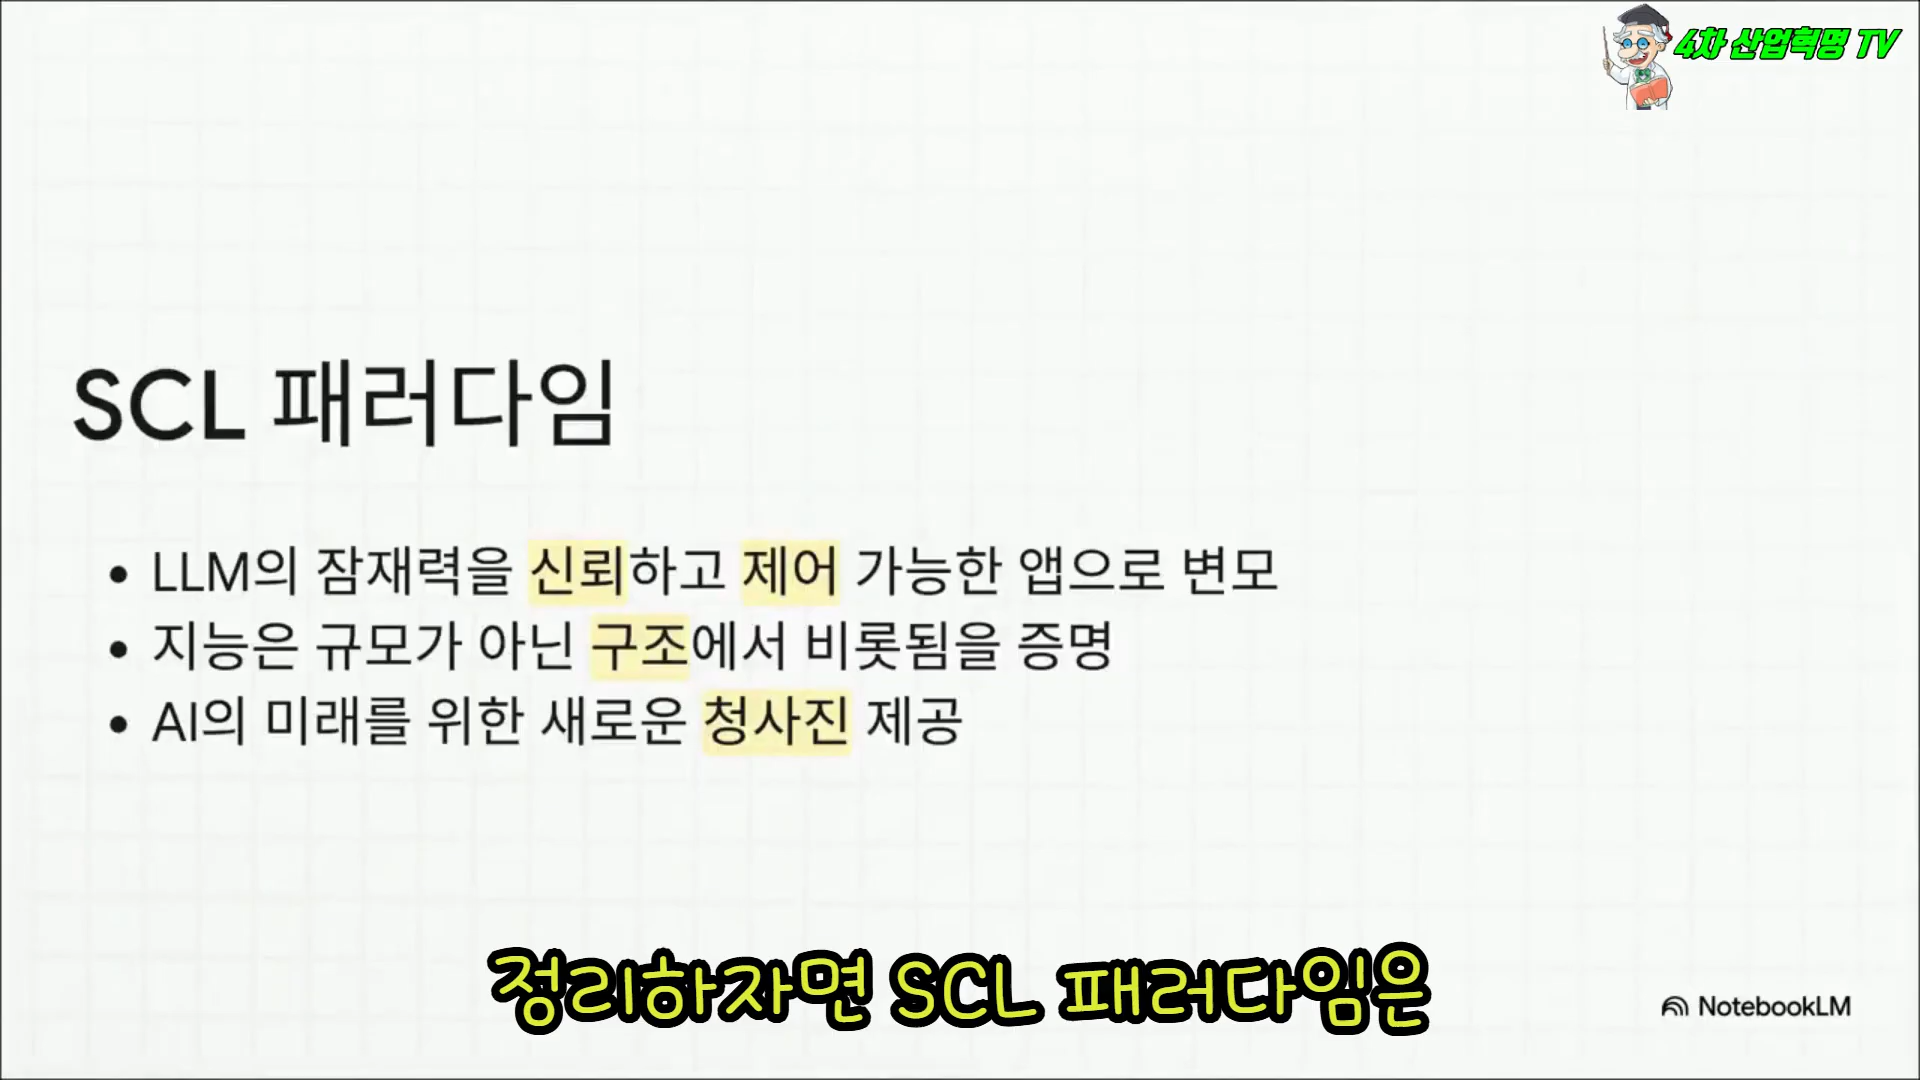 4차 산업혁명 TV
SCL 패러다임
• LLM의 잠재력을 신뢰하고 제어 가능한 앱으로 변모
• 지능은 규모가 아닌 구조에서 비롯됨을 증명
• AI의 미래를 위한 새로운 청사진 제공
정리하자면 SCL 패러다임은
NotebookLM